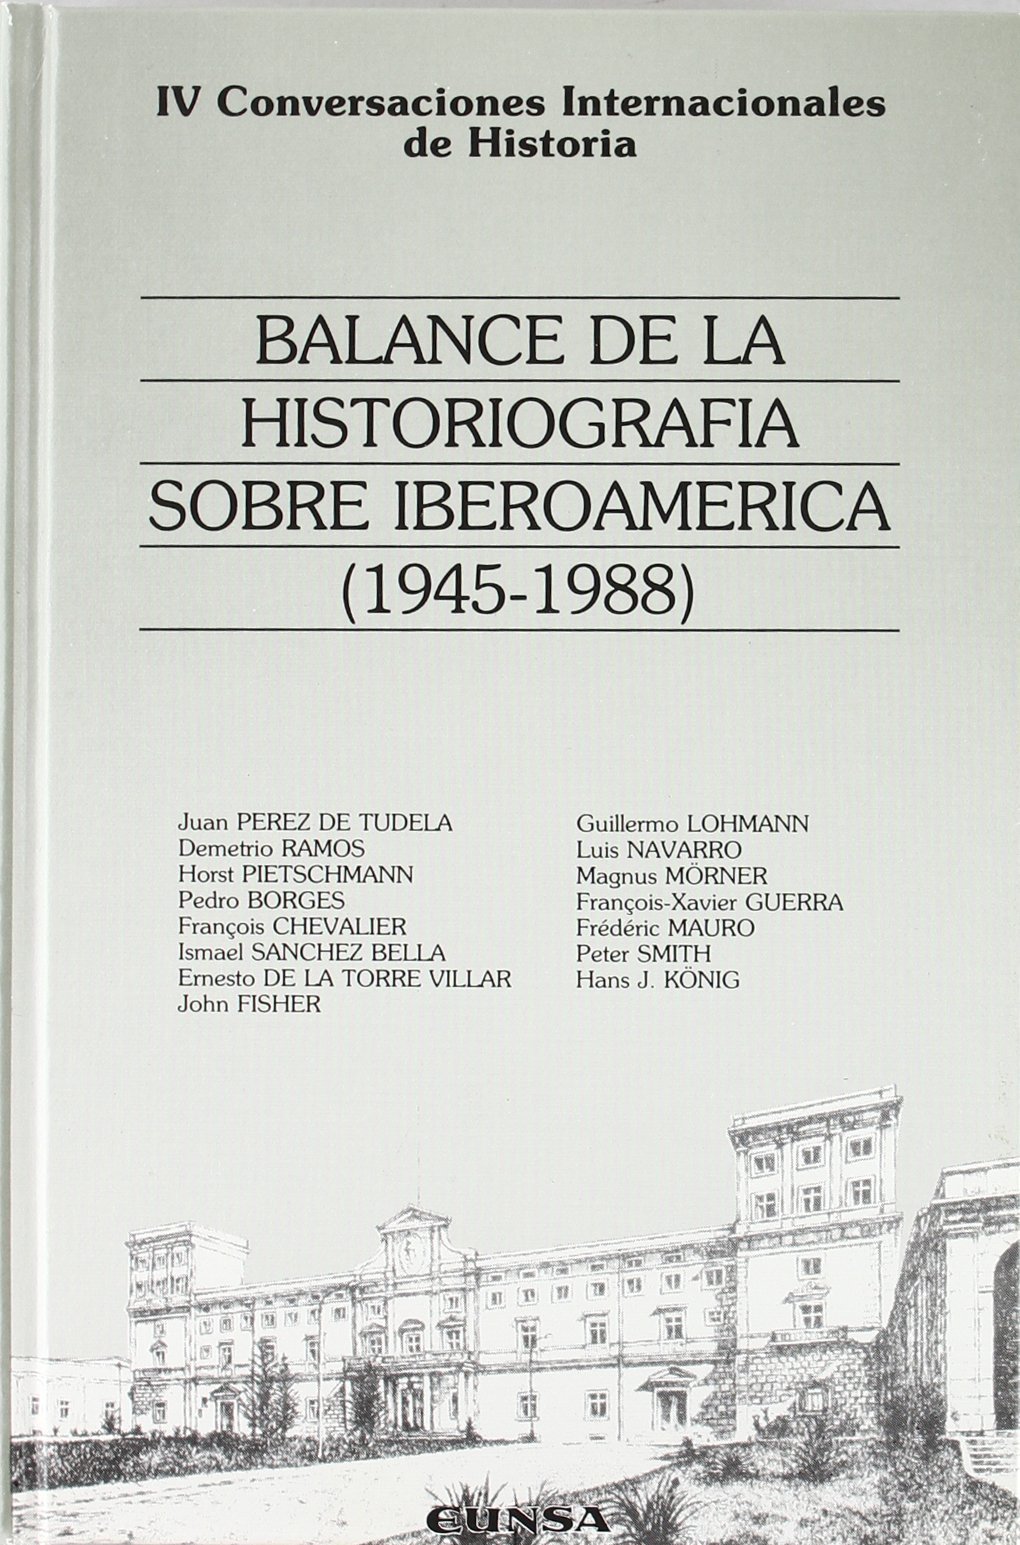 IV Conversaciones Internacionales
de Historia
BALANCE DE LA
HISTORIOGRAFIA
SOBRE IBEROAMERICA
(1945-1988)
Juan PEREZ DE TUDELA
Demetrio RAMOS
Horst PIETSCHMANN
Pedro BORGES
François CHEVALIER
Ismael SANCHEZ BELLA
Ernesto DE LA TORRE VILLAR
John FISHER
Guillermo LOHMANN
Luis NAVARRO
Magnus MÖRNER
François-Xavier GUERRA
Frédéric MAURO
Peter SMITH
Hans J. KÖNIG
EUNSA